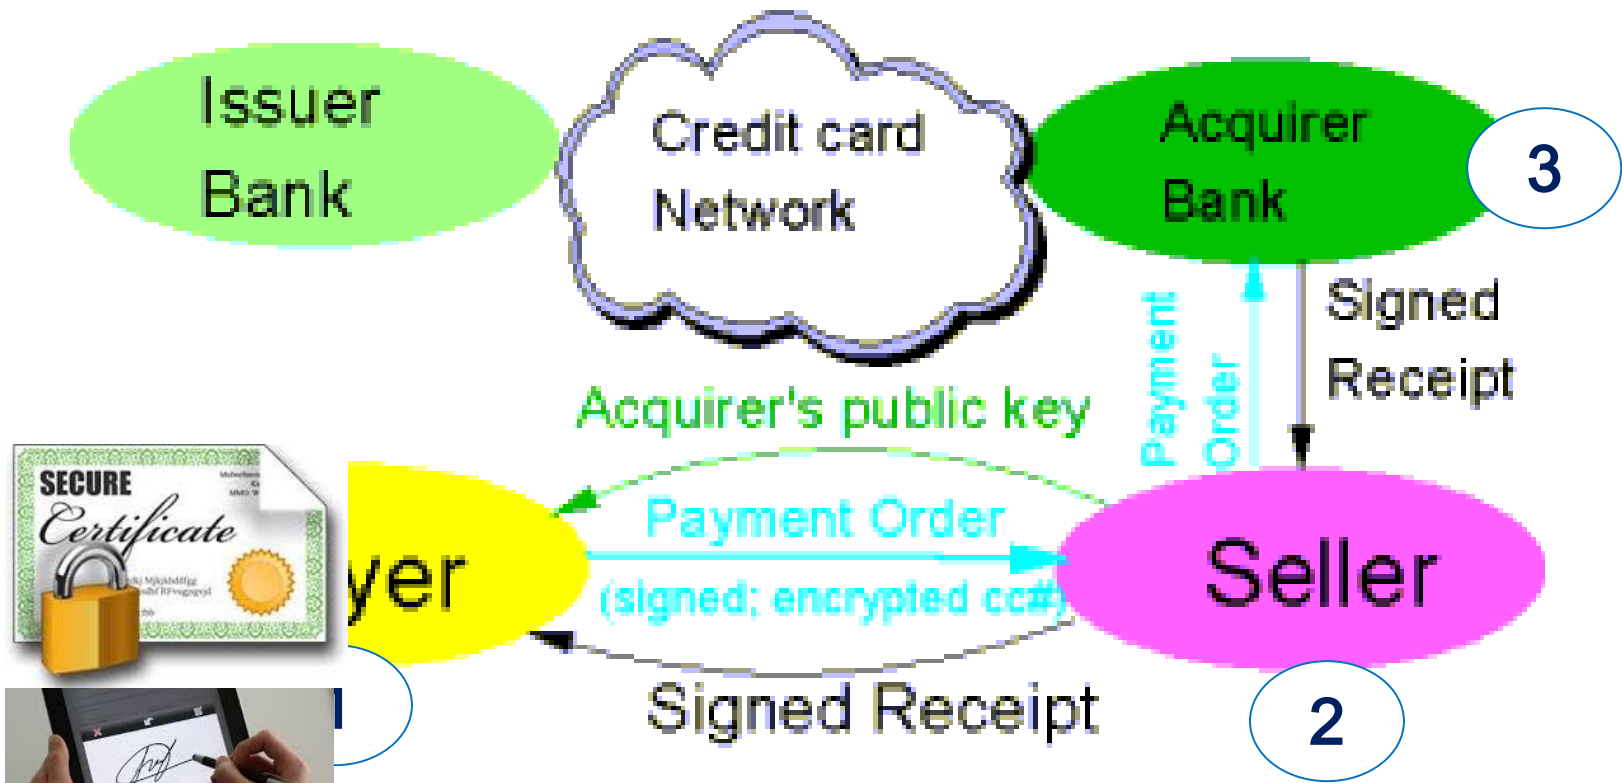 Issuer
Bank
Credit card
Network
Acquirer
Bank
3
Signed
Receipt
Payment
Order
Acquirer's public key
SECURE
Certificate
yer
Payment Order
(signed; encrypted cc#)
Seller
Signed Receipt
2